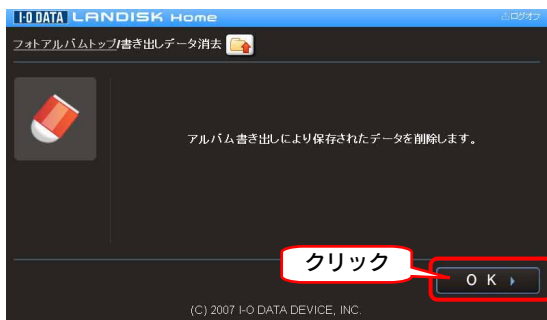 I-O DATA LANDISK Home
ログオフ
フォトアルバムトップ/書き出しデータ消去
アルバム書き出しにより保存されたデータを削除します。
クリック
OK
(C) 2007 I-O DATA DEVICE, INC.